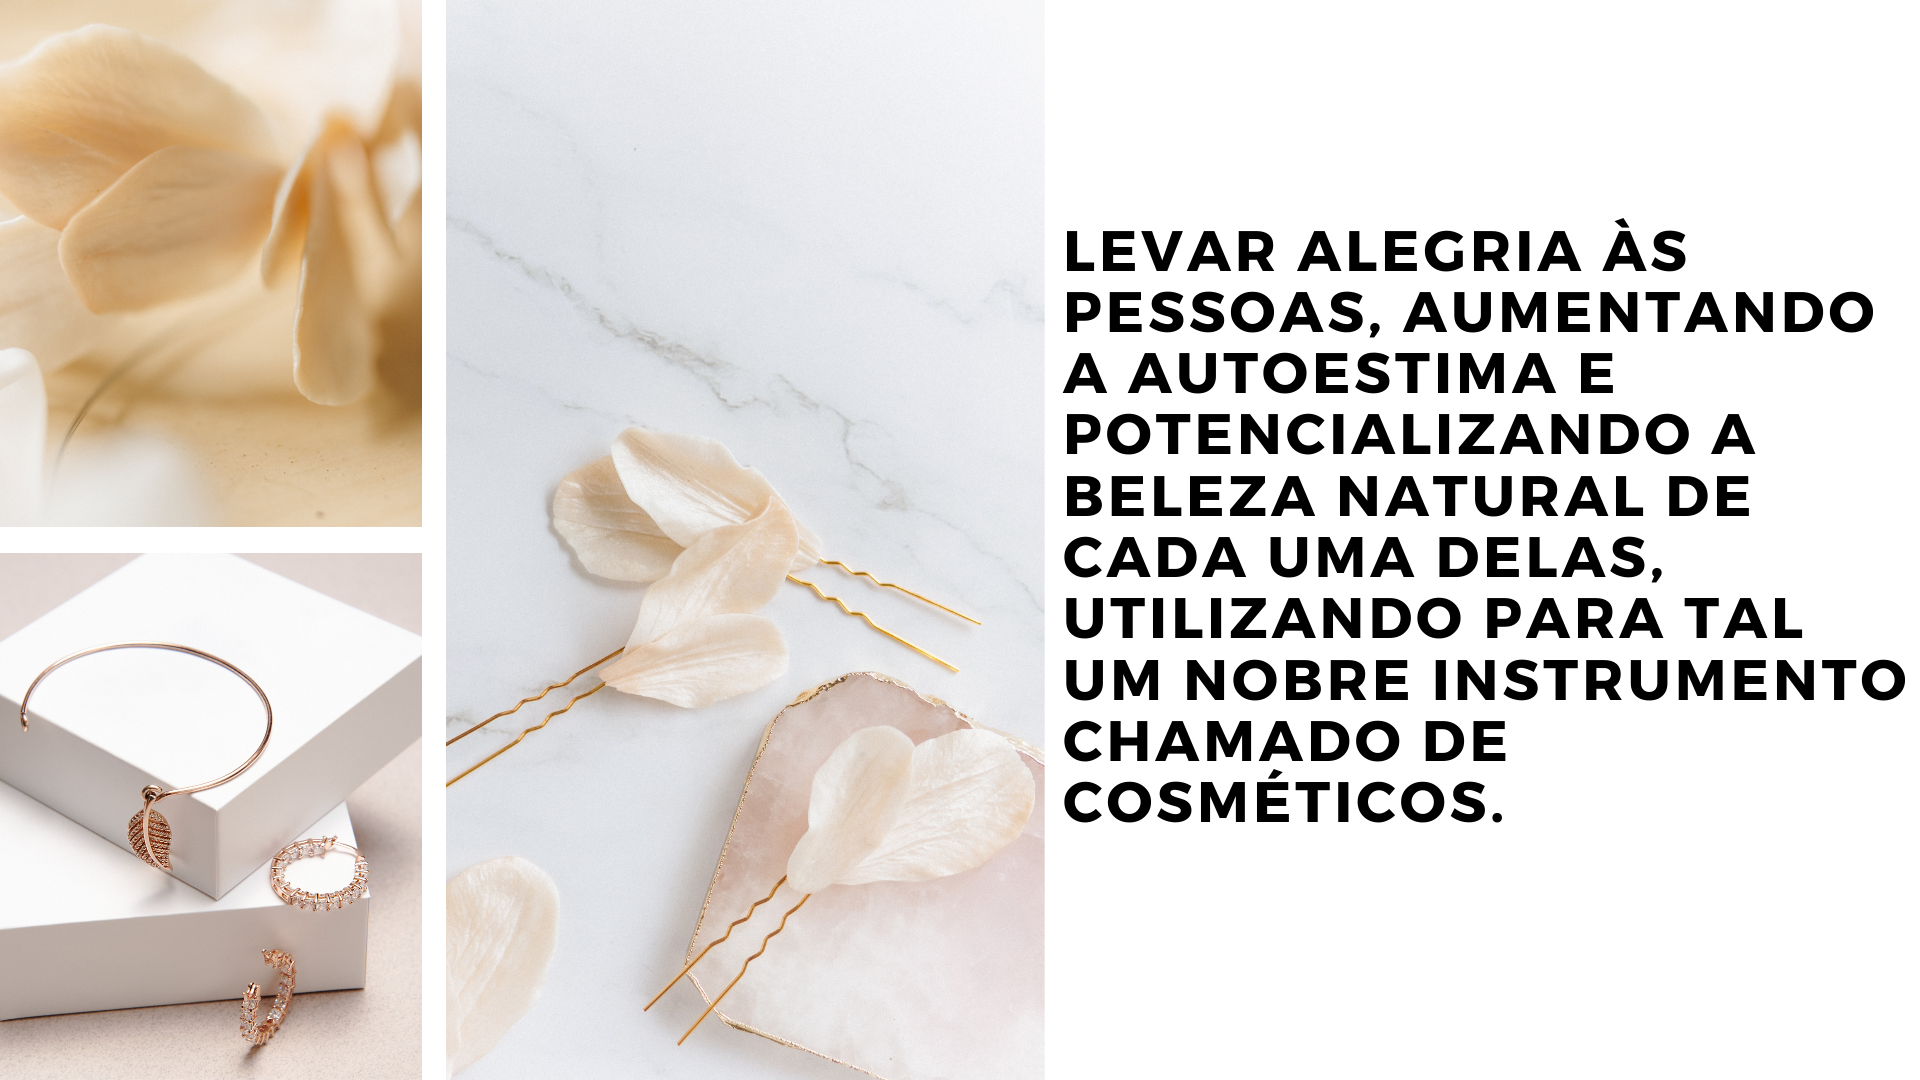 LEVAR ALEGRIA ÀS
PESSOAS, AUMENTANDO
A AUTOESTIMA E
POTENCIALIZANDO A
BELEZA NATURAL DE
CADA UMA DELAS,
UTILIZANDO PARA TAL
UM NOBRE INSTRUMENTO
CHAMADO DE
COSMÉTICOS.